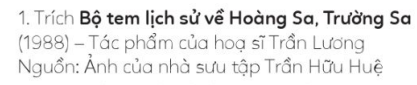 1. Trích Bộ tem lịch sử về Hoàng Sa, Trường Sa
(1988) – Tác phẩm của hoạ sĩ Trần Lương
Nguồn: Ảnh của nhà sưu tập Trần Hữu Huệ